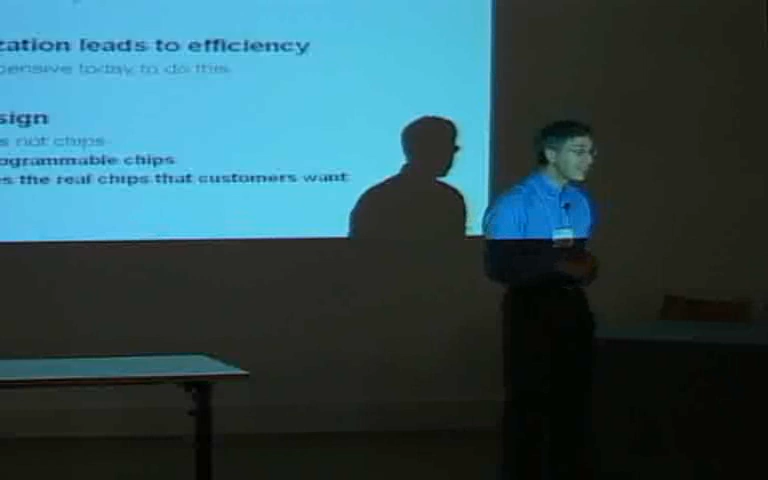 zation leads to efficiency
pensive today to do this
sign
s not chips
ogrammable chips
es the real chips that customers want